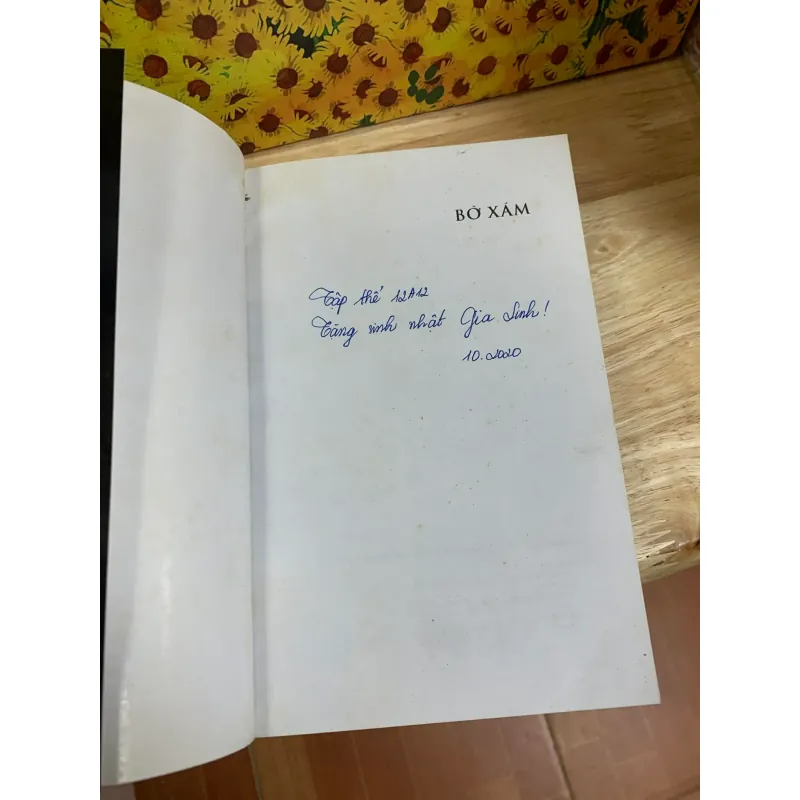 BỜ XÁM
Tập thể 12A12
Tặng sinh nhật Gia Linh!
10.2020